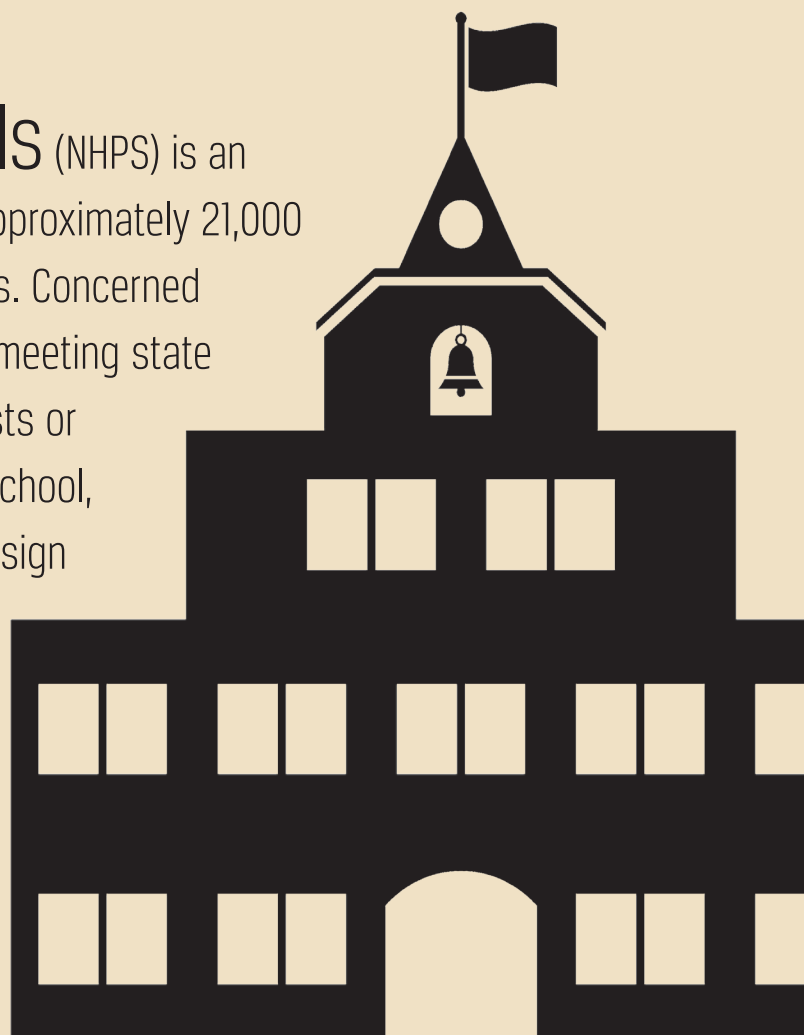 ls (NHPS) is an
pproximately 21,000
s. Concerned
meeting state
sts or
chool,
sign